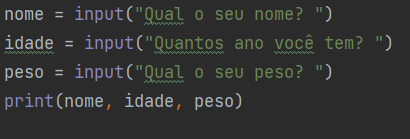 nome = input("Qual o seu nome? ")
idade = input("Quantos ano você tem? ")
peso = input("Qual o seu peso? ")
print(nome, idade, peso)